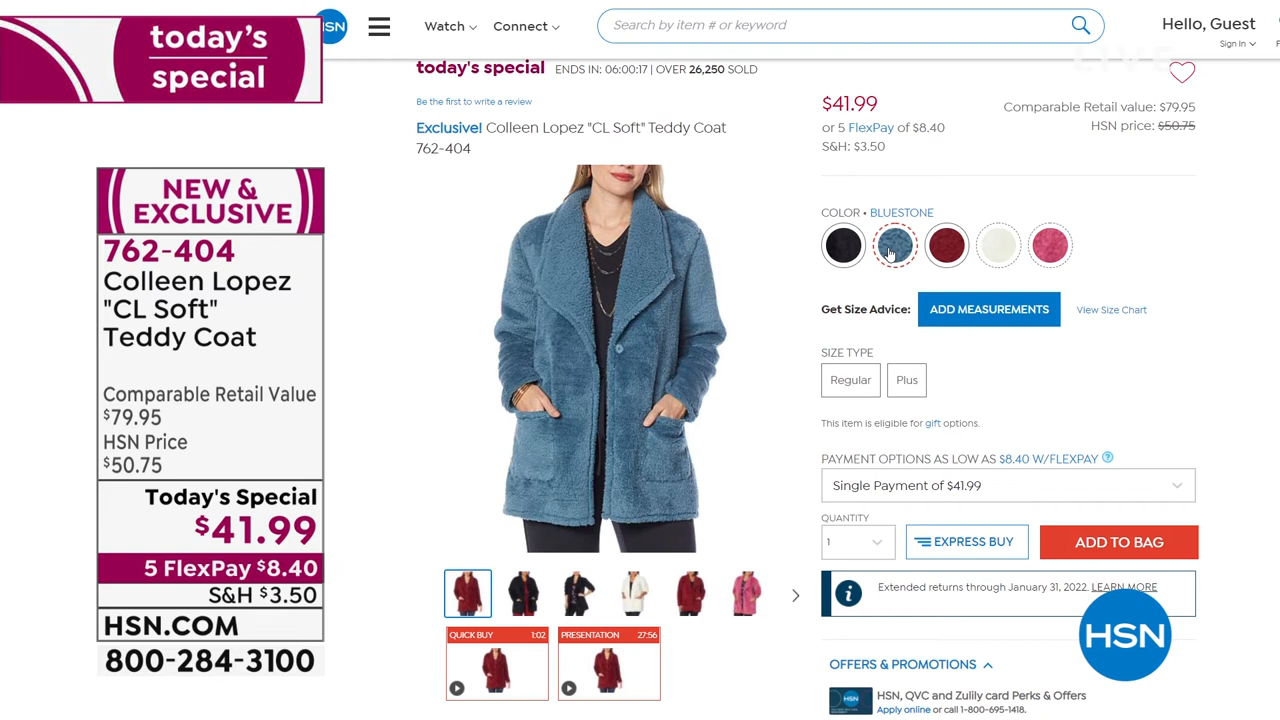 today's
special
HSN
Watch
Connect
Search by item # or keyword
Hello, Guest
Sign In
LIVE
today's special ENDS IN: 06:00:17 | OVER 26,250 SOLD
Be the first to write a review
Exclusive! Colleen Lopez "CL Soft" Teddy Coat
762-404
$41.99
or 5 FlexPay of $8.40
S&H: $3.50
Comparable Retail value: $79.95
HSN price: $50.75
NEW &
EXCLUSIVE
762-404
Colleen Lopez
"CL Soft"
Teddy Coat
Comparable Retail Value
$79.95
HSN Price
$50.75
Today's Special
$41.99
5 FlexPay $8.40
S&H $3.50
HSN.COM
800-284-3100
COLOR • BLUESTONE
Get Size Advice: ADD MEASUREMENTS View Size Chart
SIZE TYPE
Regular Plus
This item is eligible for gift options.
PAYMENT OPTIONS AS LOW AS $8.40 W/FLEXPAY ?
Single Payment of $41.99
QUANTITY
1
EXPRESS BUY
ADD TO BAG
i
Extended returns through January 31, 2022. LEARN MORE
QUICK BUY 1:02
PRESENTATION 27:56
HSN
OFFERS & PROMOTIONS
HSN
HSN, QVC and Zulily card Perks & Offers
Apply online or call 1-800-695-1418.